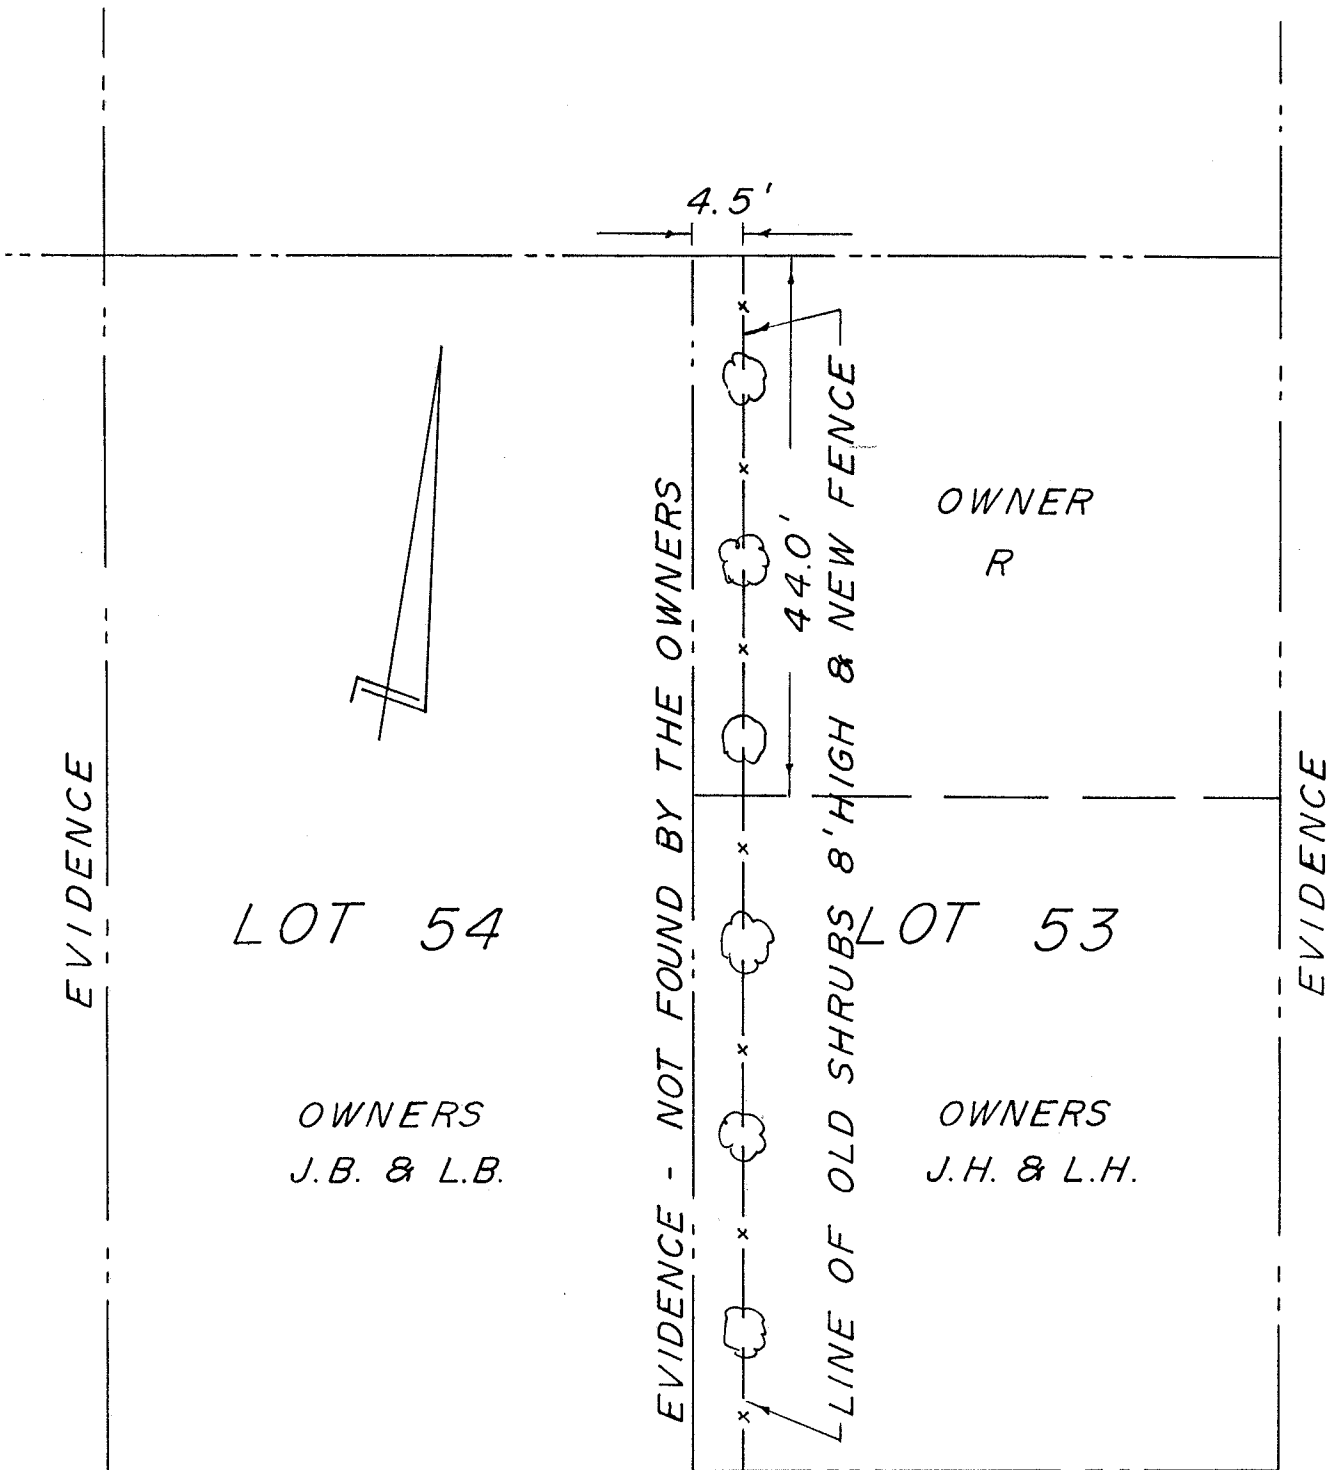 4.5'
OWNER
R
44.0'
EVIDENCE - NOT FOUND BY THE OWNERS
LINE OF OLD SHRUBS 8' HIGH & NEW FENCE
EVIDENCE
EVIDENCE
LOT 54
LOT 53
OWNERS
J.B. & L.B.
OWNERS
J.H. & L.H.